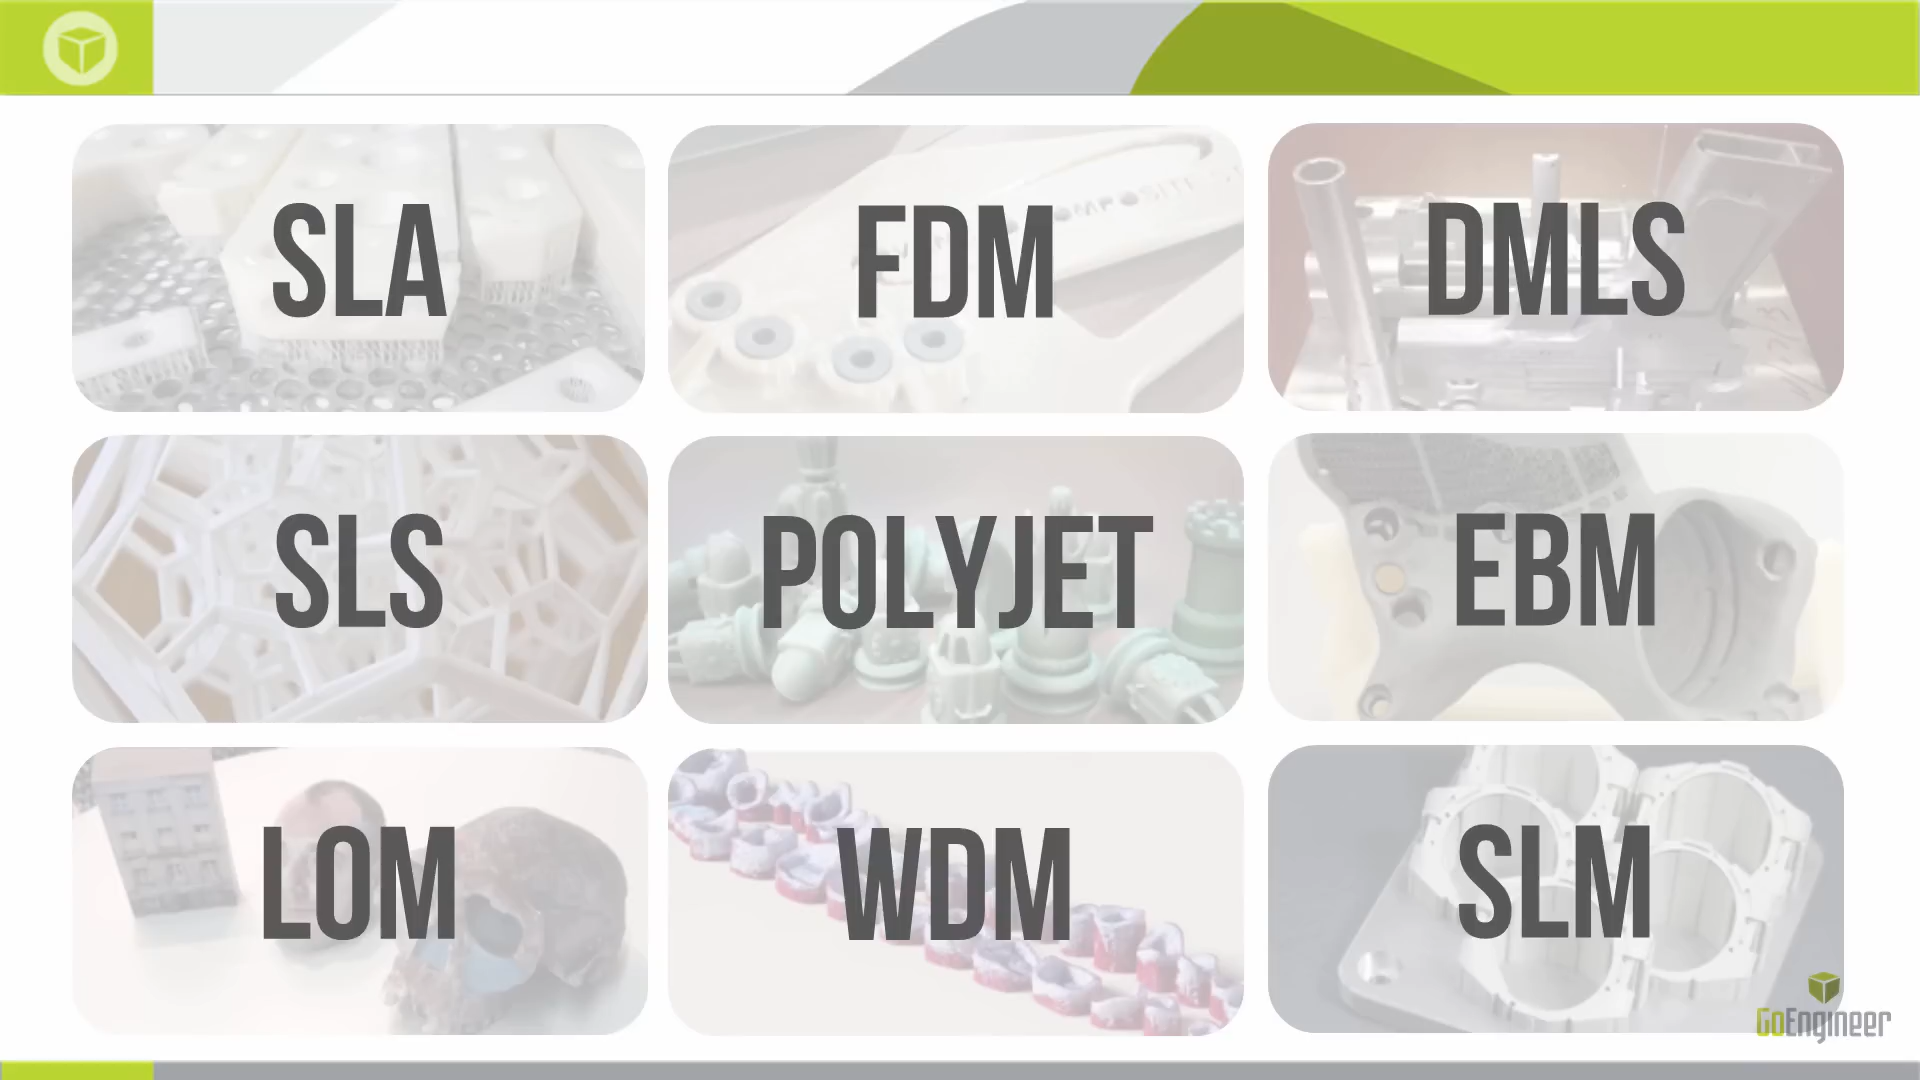 SLA
FDM
DMLS
SLS
POLYJET
EBM
LOM
WDM
SLM
GoEngineer